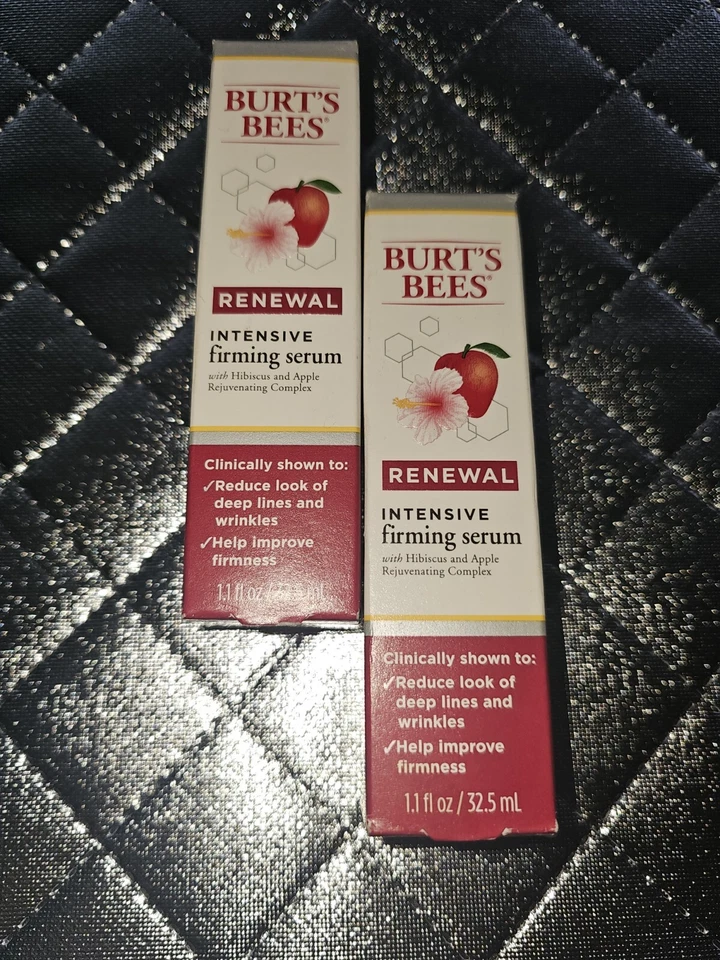 BURT'S
BEES®
RENEWAL
INTENSIVE
firming serum
with Hibiscus and Apple
Rejuvenating Complex
Clinically shown to:
✓Reduce look of
deep lines and
wrinkles
✓Help improve
firmness
1.1 fl oz / mL
BURT'S
BEES®
RENEWAL
INTENSIVE
firming serum
with Hibiscus and Apple
Rejuvenating Complex
Clinically shown to:
✓Reduce look of
deep lines and
wrinkles
✓Help improve
firmness
1.1 fl oz / 32.5 mL